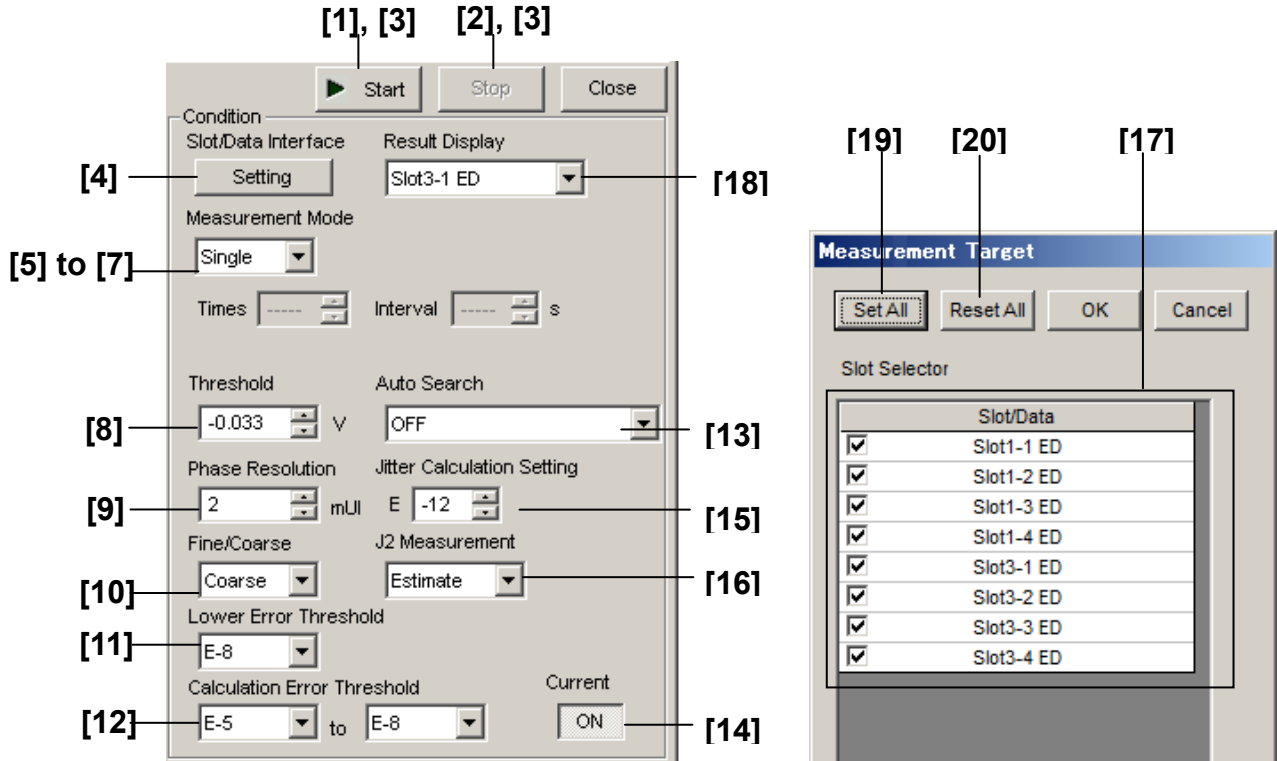 [1], [3] [2], [3]
Start Stop Close
Condition
Slot/Data Interface Result Display
[4] Setting Slot3-1 ED [18]
Measurement Mode
[5] to [7] Single
Times ----- Interval ----- s
Threshold Auto Search
[8] -0.033 V OFF [13]
Phase Resolution Jitter Calculation Setting
[9] 2 mUI E -12 [15]
Fine/Coarse J2 Measurement
[10] Coarse Estimate [16]
Lower Error Threshold
[11] E-8
Calculation Error Threshold Current
[12] E-5 to E-8 ON [14]
[19] [20] [17]
Measurement Target
Set All Reset All OK Cancel
Slot Selector
Slot/Data
Slot1-1 ED
Slot1-2 ED
Slot1-3 ED
Slot1-4 ED
Slot3-1 ED
Slot3-2 ED
Slot3-3 ED
Slot3-4 ED